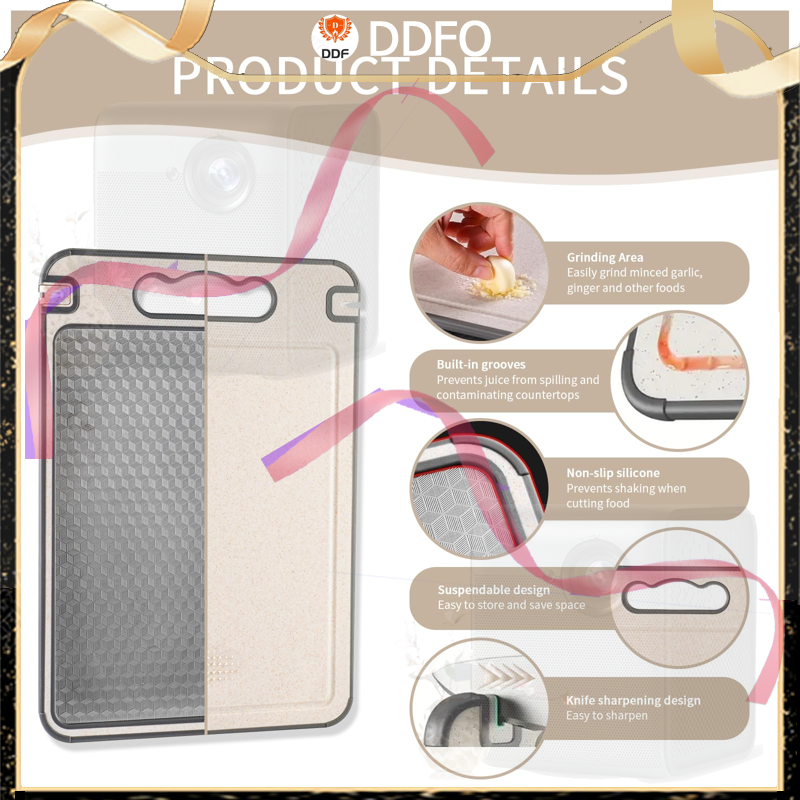 D
DDF
DDFO
PRODUCT DETAILS
Grinding Area
Easily grind minced garlic,
ginger and other foods
Built-in grooves
Prevents juice from spilling and
contaminating countertops
Non-slip silicone
Prevents shaking when
cutting food
Suspendable design
Easy to store and save space
Knife sharpening design
Easy to sharpen